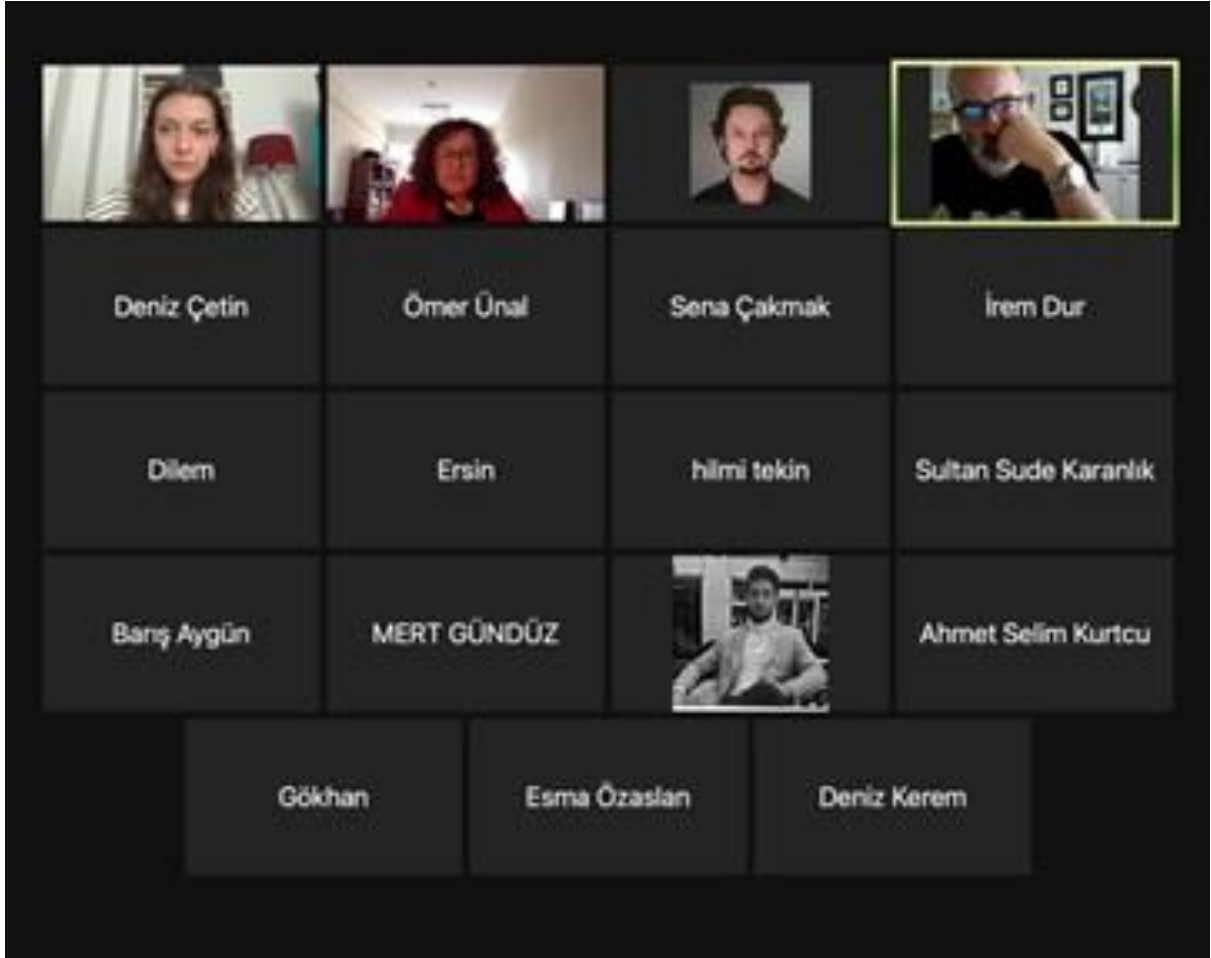 Deniz Çetin
Ömer Ünal
Sena Çakmak
İrem Dur
Dilem
Ersin
hilmi tekin
Sultan Sude Karanlık
Barış Aygün
MERT GÜNDÜZ
Ahmet Selim Kurtcu
Gökhan
Esma Özaslan
Deniz Kerem